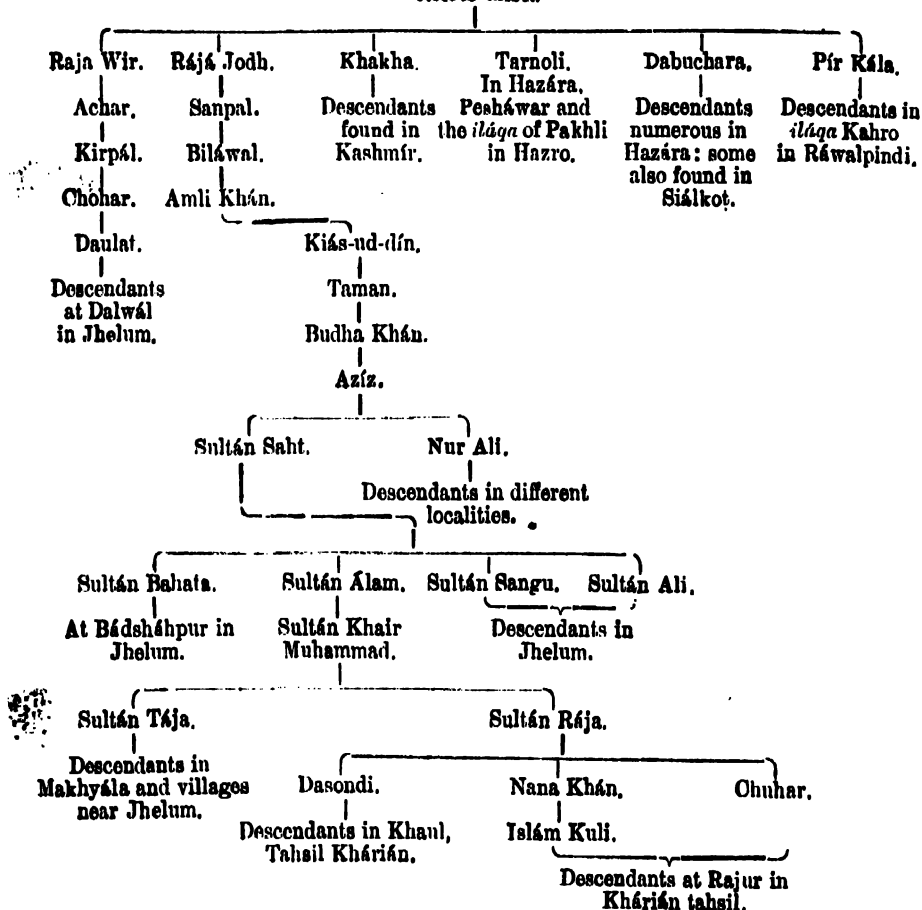 Raja Wir. Rájá Jodh. Khakha. Tarnoli. Dabuchara. Pír Kála.
In Hazára,
Achar. Sanpal. Descendants Pesháwar and Descendants Descendants in
found in the iláqa of Pakhli numerous in iláqa Kahro
Kirpál. Biláwal. Kashmír. in Hazro. Hazára: some in Ráwalpindi.
also found in
Chohar. Amli Khán. Siálkot.
Daulat. Kiás-ud-dín.
Descendants Taman.
at Dalwál
in Jhelum. Budha Khán.
Azíz.
Sultán Saht. Nur Ali.
Descendants in different
localities.
Sultán Bahata. Sultán Álam. Sultán Sangu. Sultán Ali.
At Bádsháhpur in Sultán Khair Descendants in
Jhelum. Muhammad. Jhelum.
Sultán Tája. Sultán Rája.
Descendants in
Makhyála and villages Dasondi. Nana Khán. Chuhar.
near Jhelum.
Descendants in Khaul, Islám Kuli.
Tahsil Khárián.
Descendants at Rajur in
Khárián tahsil.